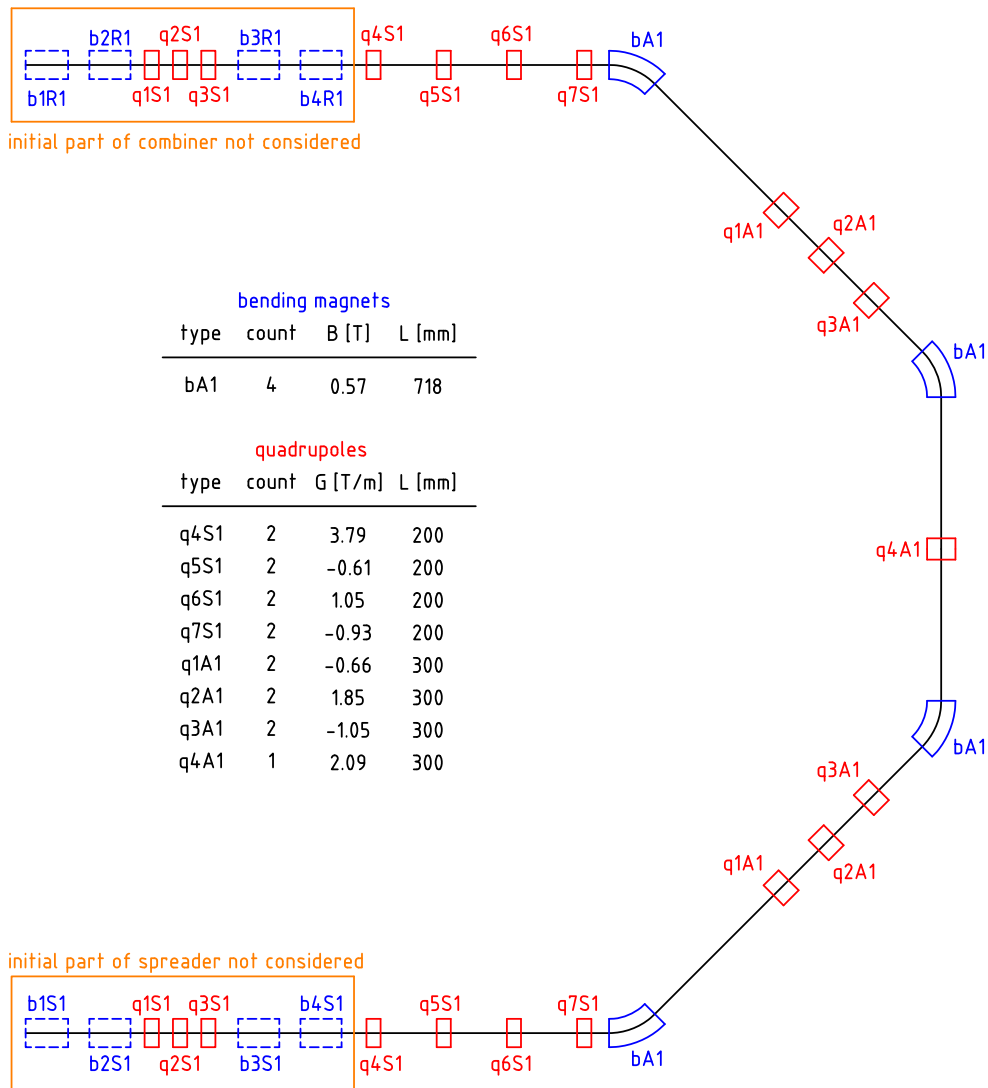 q2S1 q4S1 q6S1 bA1
b2R1 b3R1
b1R1 q1S1 q3S1 b4R1 q5S1 q7S1
initial part of combiner not considered
q1A1 q2A1
q3A1
bA1
bending magnets
type count B [T] L [mm]
bA1 4 0.57 718
quadrupoles
type count G [T/m] L [mm]
q4S1 2 3.79 200
q5S1 2 -0.61 200
q6S1 2 1.05 200
q7S1 2 -0.93 200
q1A1 2 -0.66 300
q2A1 2 1.85 300
q3A1 2 -1.05 300
q4A1 1 2.09 300
q4A1
bA1
q3A1
q1A1 q2A1
initial part of spreader not considered
b1S1 q1S1 q3S1 b4S1 q5S1 q7S1
b2S1 q2S1 b3S1 q4S1 q6S1 bA1